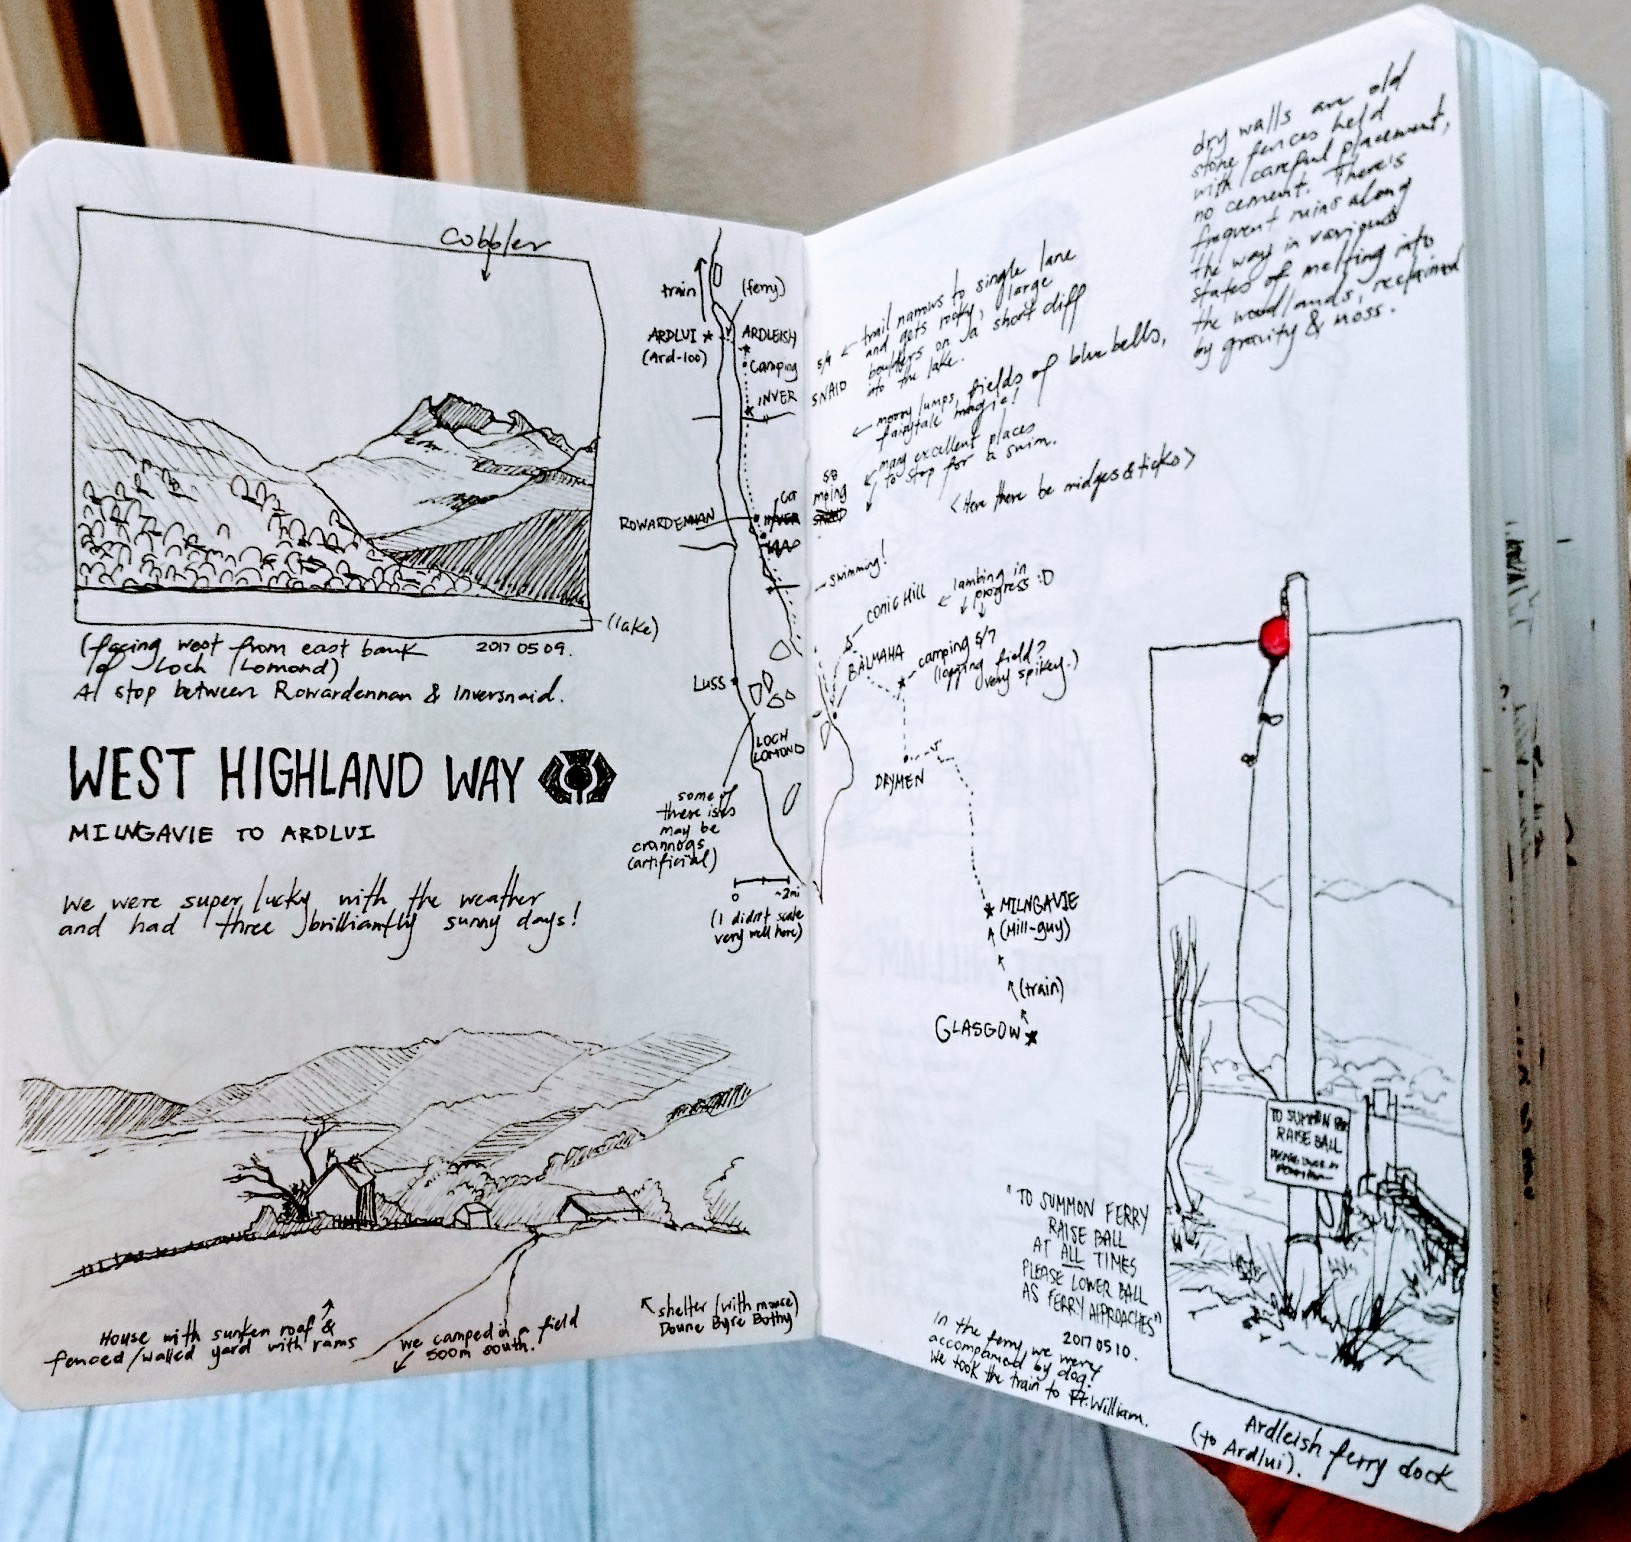 Cobbler
(lake)
(facing west from east bank
of Loch Lomond)
2017 05 09.
At stop between Rowardennan & Inversnaid.
WEST HIGHLAND WAY
MILNGAVIE TO ARDLUI
We were super lucky with the weather
and had three brilliantly sunny days!
House with sunken roof &
fenced/walled yard with rams
we camped in a field
500m south.
shelter (with mouse)
Doune Byre Bothy
train
(ferry)
ARDLUI
(Ard-loo)
ARDLEISH
camping
5/9
INVERSNAID
ROWARDENNAN
camping
5/8
swimming!
CONIC HILL
lambing in
progress :D
BALMAHA
camping 5/7
(logging field?
very spikey.)
LUSS
LOCH
LOMOND
DRYMEN
some of
these isles
may be
crannogs
(artificial)
0 ~2mi
(I didn't scale
very well here)
MILNGAVIE
(Mill-guy)
(train)
GLASGOW
trail narrows to single lane
and gets rocky, large
boulders on a short cliff
into the lake.
mossy lumps, fields of bluebells,
fairytale magic!
many excellent places
to stop for a swim.
<Here there be midges & ticks>
dry walls are old
stone fences held
with careful placement,
no cement. There's
frequent ruins along
the way in various
states of melting into
the woodlands, reclaimed
by gravity & moss.
TO SUMMON
RAISE BALL
"TO SUMMON FERRY
RAISE BALL
AT ALL TIMES
PLEASE LOWER BALL
AS FERRY APPROACHES"
2017 05 10.
In the ferry we were
accompanied by dog!
We took the train to Ft. William.
Ardleish ferry dock
(to Ardlui).